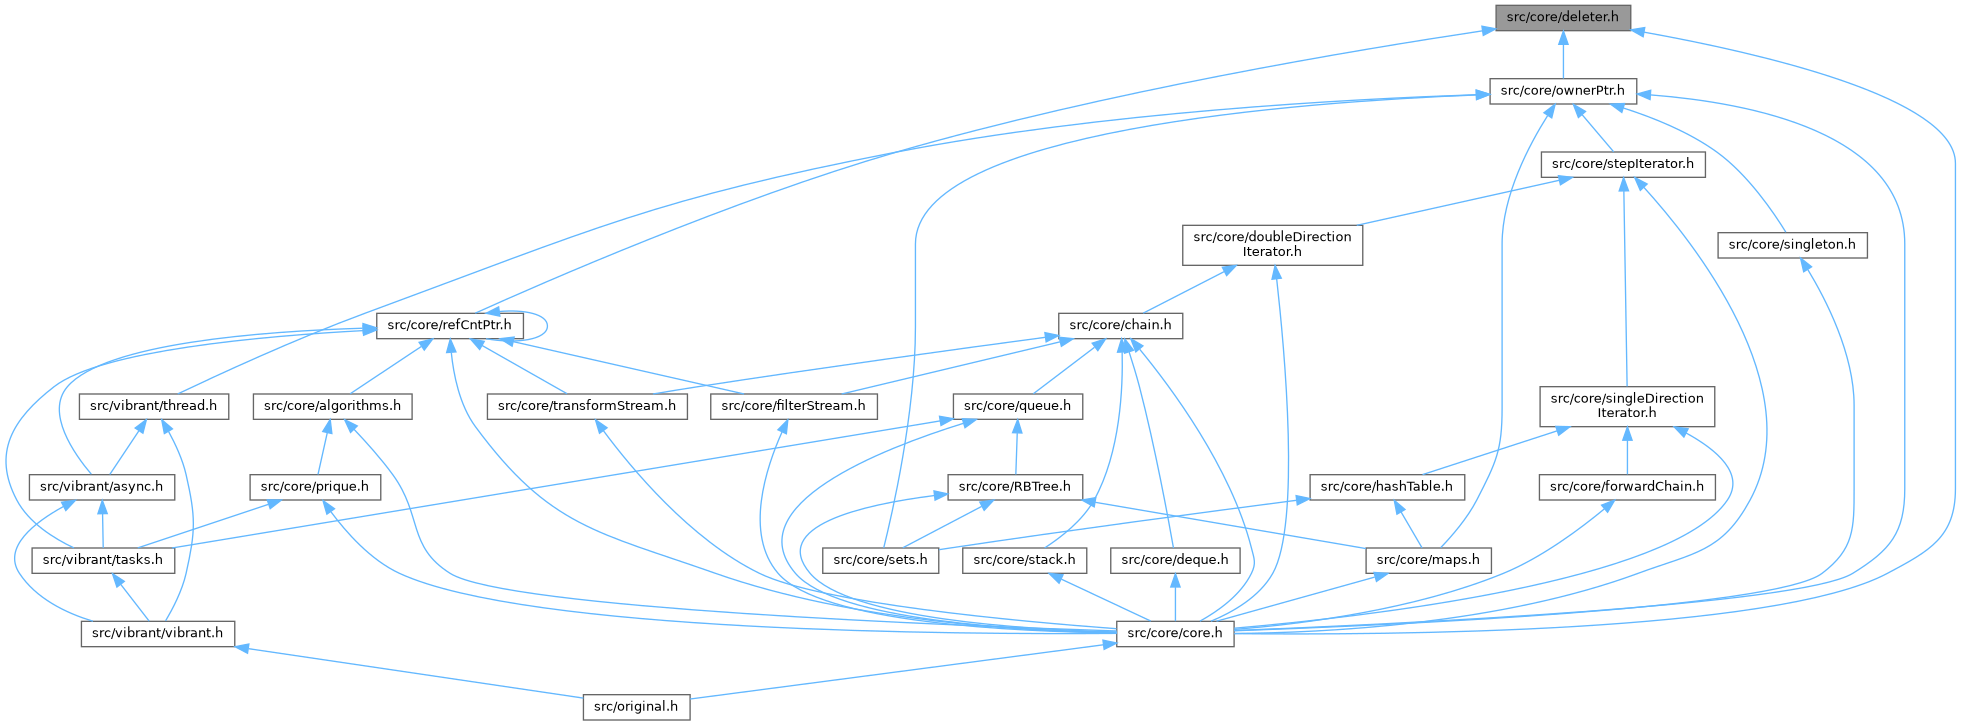 src/core/deleter.h
src/core/ownerPtr.h
src/core/stepIterator.h
src/core/doubleDirection
Iterator.h
src/core/singleton.h
src/core/refCntPtr.h
src/core/chain.h
src/vibrant/thread.h
src/core/algorithms.h
src/core/transformStream.h
src/core/filterStream.h
src/core/queue.h
src/core/singleDirection
Iterator.h
src/vibrant/async.h
src/core/prique.h
src/core/RBTree.h
src/core/hashTable.h
src/core/forwardChain.h
src/vibrant/tasks.h
src/core/sets.h
src/core/stack.h
src/core/deque.h
src/core/maps.h
src/vibrant/vibrant.h
src/core/core.h
src/original.h